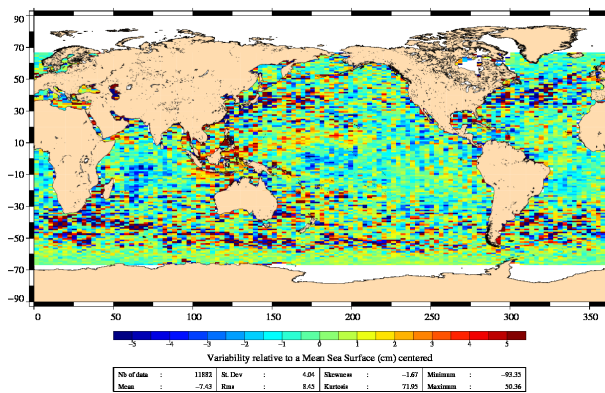 90
70
50
30
10
-10
-30
-50
-70
-90
0 50 100 150 200 250 300 350
-5 -4 -3 -2 -1 0 1 2 3 4 5
Variability relative to a Mean Sea Surface (cm) centered
Nb of data : 11882 St. Dev : 4.04 Skewness : -1.67 Minimum : -93.35
Mean : -7.43 Rms : 8.45 Kurtosis : 71.95 Maximum : 50.36